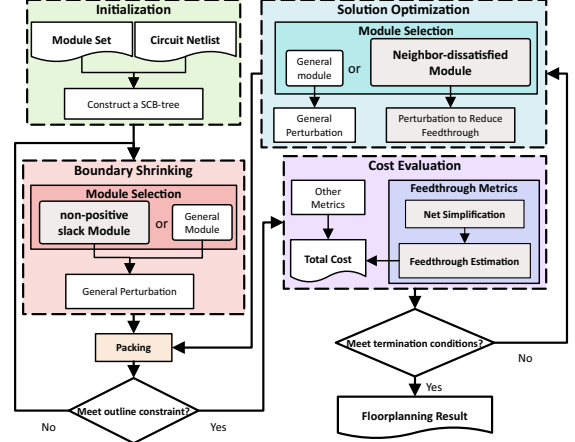 Initialization
Module Set
Circuit Netlist
Construct a SCB-tree
Boundary Shrinking
Module Selection
non-positive
slack Module
or
General
Module
General Perturbation
Packing
Meet outline constraint?
No
Yes
Solution Optimization
Module Selection
General
module
or
Neighbor-dissatisfied
Module
General
Perturbation
Perturbation to Reduce
Feedthrough
Cost Evaluation
Other
Metrics
Total Cost
Feedthrough Metrics
Net Simplification
Feedthrough Estimation
Meet termination conditions?
No
Yes
Floorplanning Result